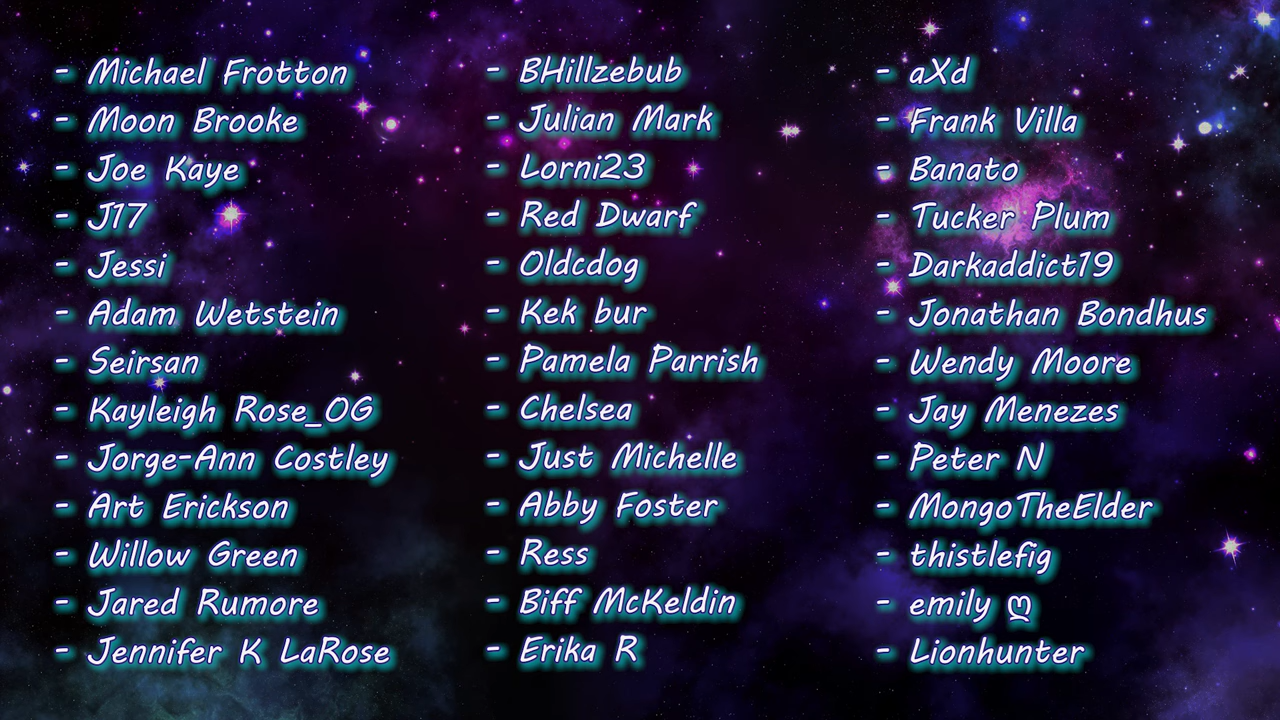 - Michael Frotton
- Moon Brooke
- Joe Kaye
- J17
- Jessi
- Adam Wetstein
- Seirsan
- Kayleigh Rose_OG
- Jorge-Ann Costley
- Art Erickson
- Willow Green
- Jared Rumore
- Jennifer K LaRose
- BHillzebub
- Julian Mark
- Lorni23
- Red Dwarf
- Oldcdog
- Kek bur
- Pamela Parrish
- Chelsea
- Just Michelle
- Abby Foster
- Ress
- Biff McKeldin
- Erika R
- aXd
- Frank Villa
- Banato
- Tucker Plum
- Darkaddict19
- Jonathan Bondhus
- Wendy Moore
- Jay Menezes
- Peter N
- MongoTheElder
- thistlefig
- emily ღ
- Lionhunter